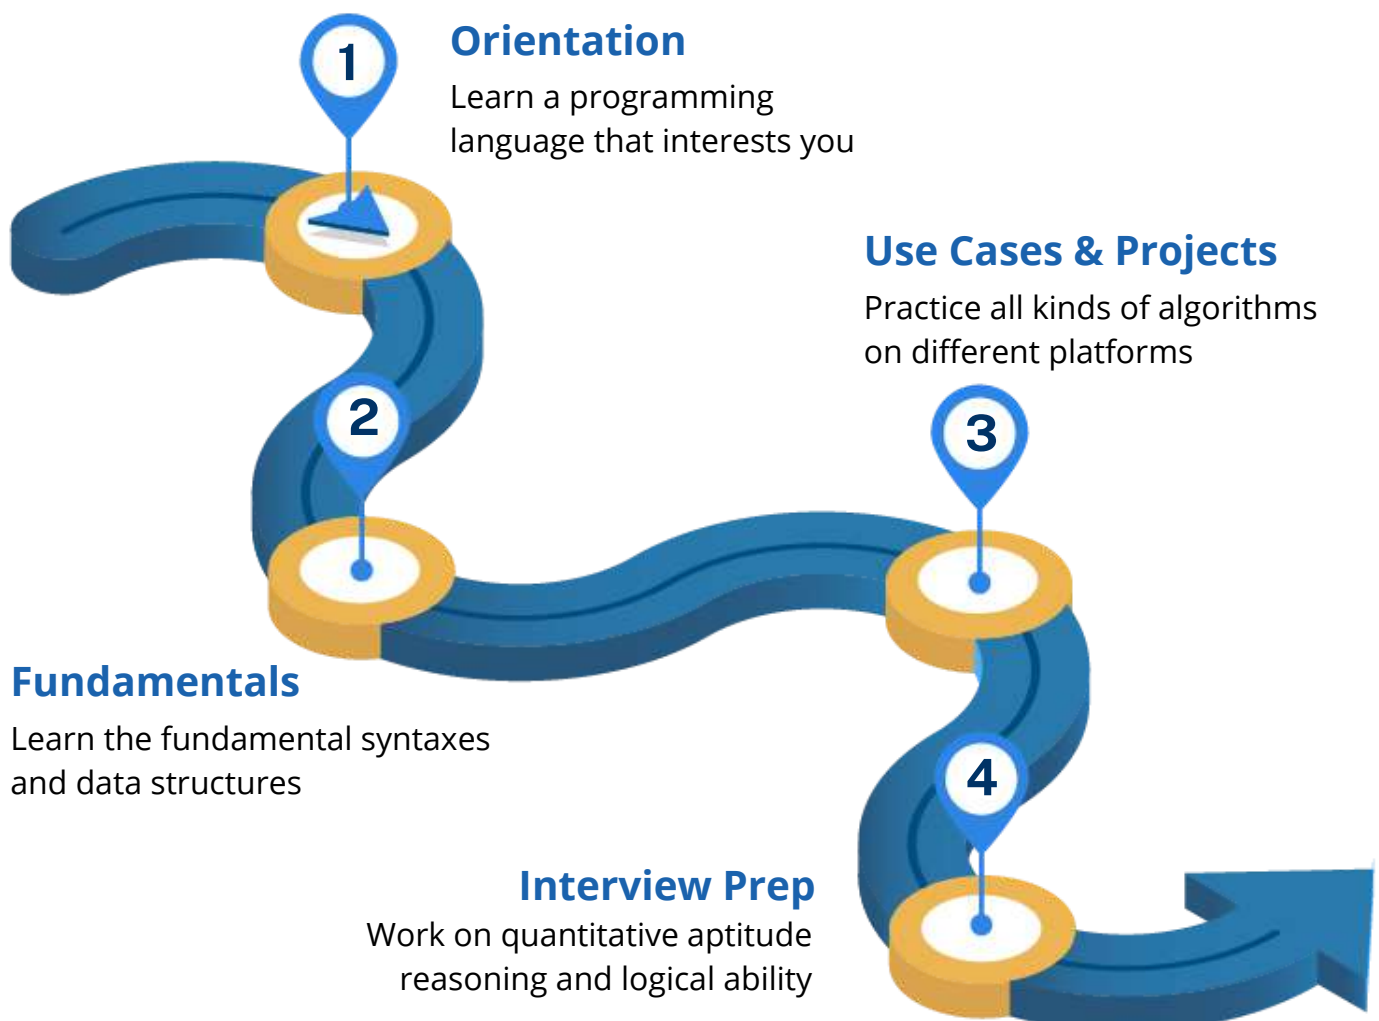 1
Orientation
Learn a programming
language that interests you
2
Fundamentals
Learn the fundamental syntaxes
and data structures
3
Use Cases & Projects
Practice all kinds of algorithms
on different platforms
4
Interview Prep
Work on quantitative aptitude
reasoning and logical ability